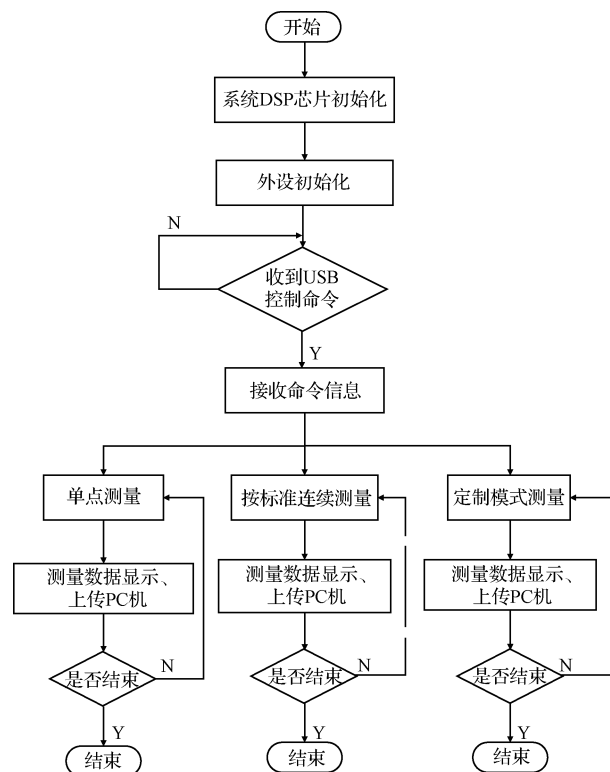 开始
系统DSP芯片初始化
外设初始化
N
收到USB
控制命令
Y
接收命令信息
单点测量
按标准连续测量
定制模式测量
测量数据显示、
上传PC机
测量数据显示、
上传PC机
测量数据显示、
上传PC机
是否结束
N
是否结束
N
是否结束
N
Y
Y
Y
结束
结束
结束